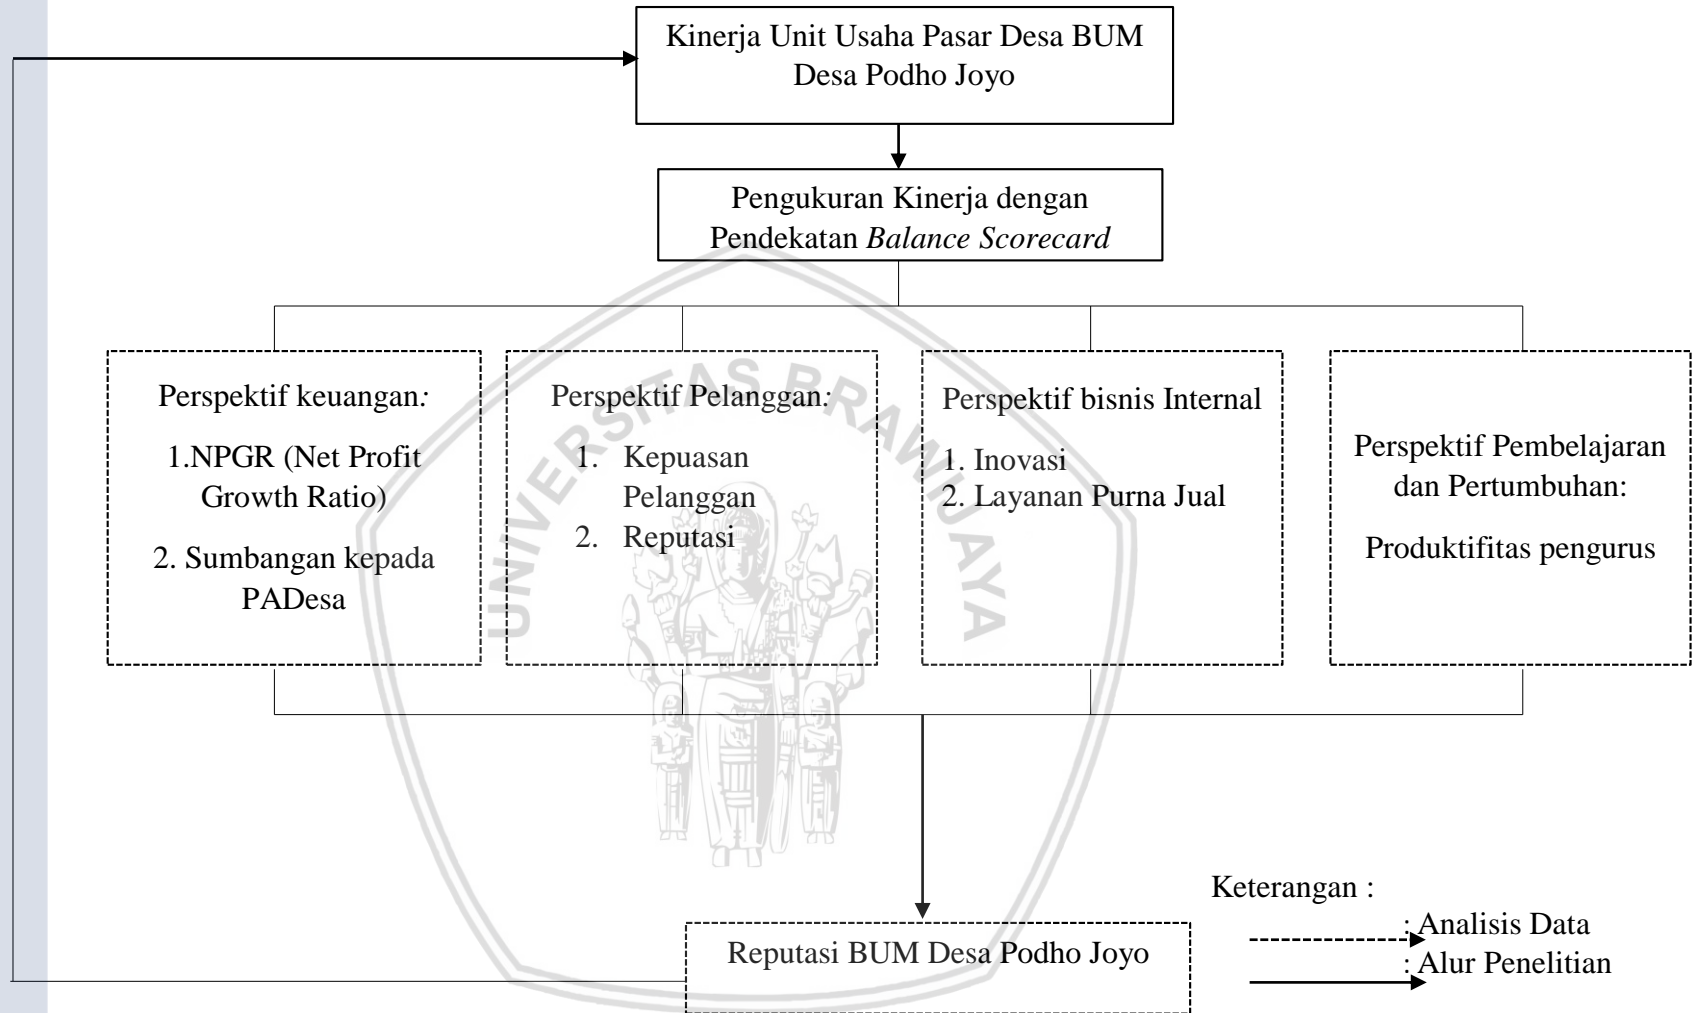 Kinerja Unit Usaha Pasar Desa BUM
Desa Podho Joyo
Pengukuran Kinerja dengan
Pendekatan Balance Scorecard
Perspektif keuangan:
1.NPGR (Net Profit
Growth Ratio)
2. Sumbangan kepada
PADesa
Perspektif Pelanggan:
1. Kepuasan
Pelanggan
2. Reputasi
Perspektif bisnis Internal
1. Inovasi
2. Layanan Purna Jual
Perspektif Pembelajaran
dan Pertumbuhan:
Produktifitas pengurus
UNIVERSITAS BRAWIJAYA
Reputasi BUM Desa Podho Joyo
Keterangan :
: Analisis Data
: Alur Penelitian